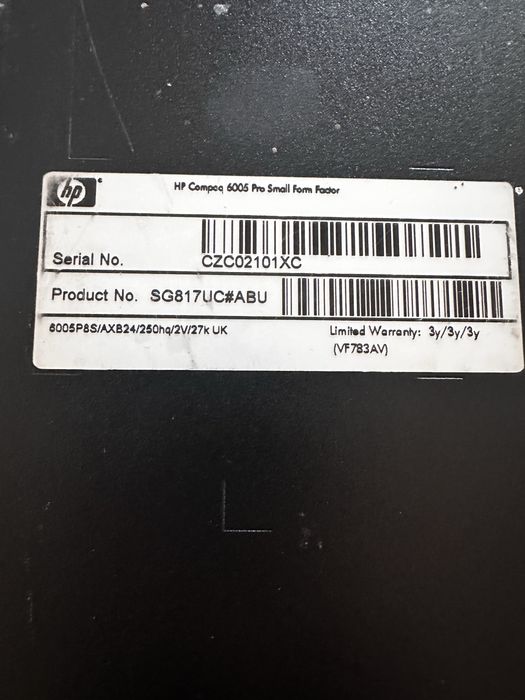 hp
HP Compaq 6005 Pro Small Form Factor
Serial No. CZC02101XC
Product No. SG817UC#ABU
6005P8S/AXB24/250hq/2V/27k UK
Limited Warranty: 3y/3y/3y
(VF783AV)